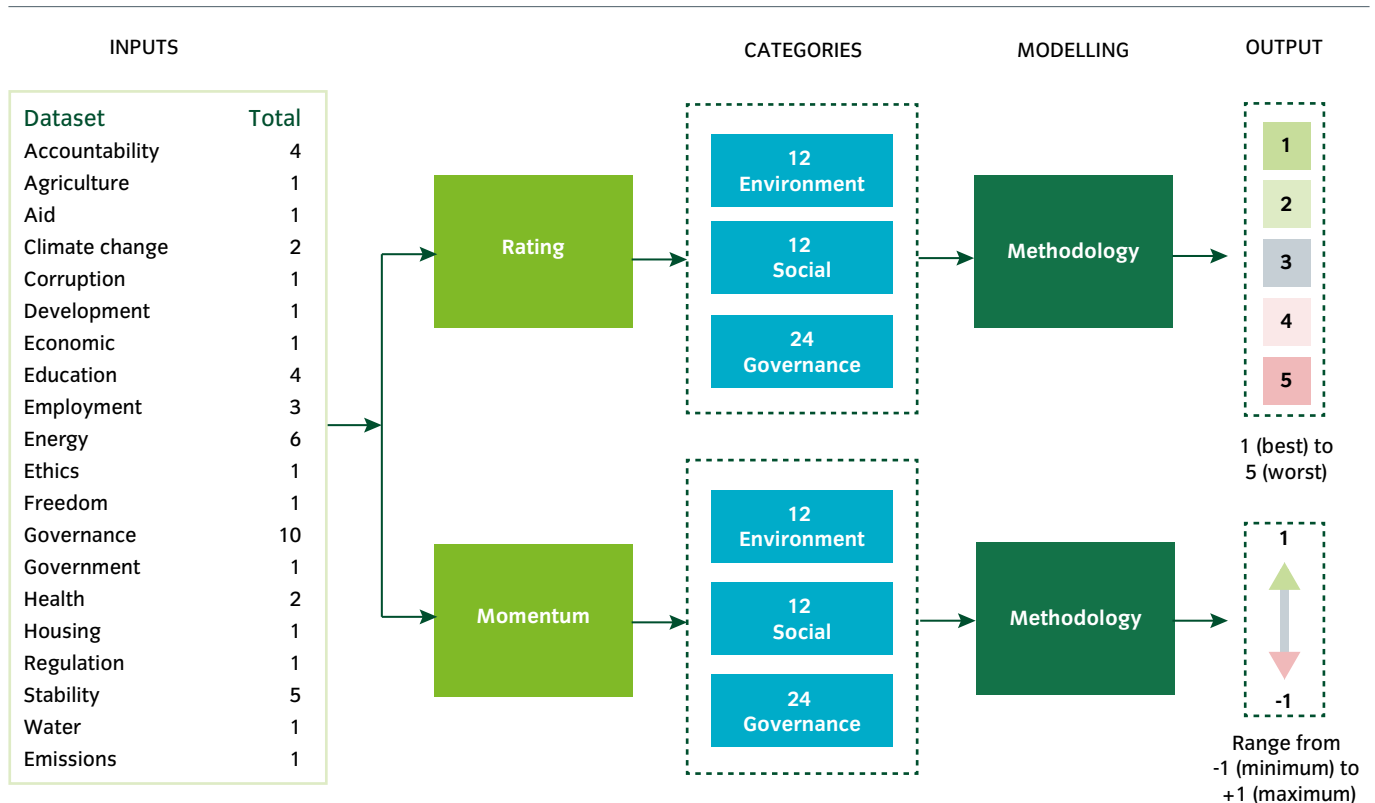 INPUTS
CATEGORIES
MODELLING
OUTPUT
Dataset Total
Accountability 4
Agriculture 1
Aid 1
Climate change 2
Corruption 1
Development 1
Economic 1
Education 4
Employment 3
Energy 6
Ethics 1
Freedom 1
Governance 10
Government 1
Health 2
Housing 1
Regulation 1
Stability 5
Water 1
Emissions 1
Rating
12
Environment
12
Social
24
Governance
Methodology
1
2
3
4
5
1 (best) to
5 (worst)
Momentum
12
Environment
12
Social
24
Governance
Methodology
1
-1
Range from
-1 (minimum) to
+1 (maximum)